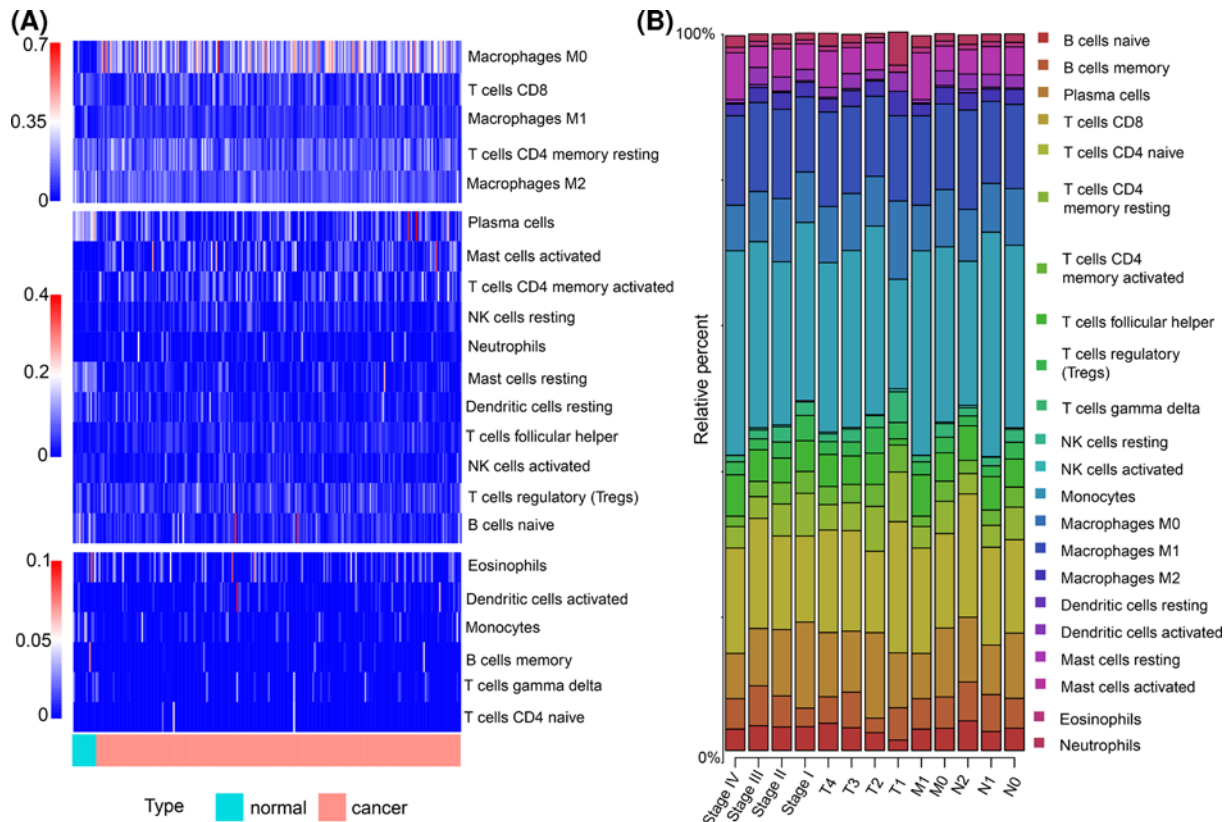 (A)
0.7
0.35
0
Macrophages M0
T cells CD8
Macrophages M1
T cells CD4 memory resting
Macrophages M2
0.4
0.2
0
Plasma cells
Mast cells activated
T cells CD4 memory activated
NK cells resting
Neutrophils
Mast cells resting
Dendritic cells resting
T cells follicular helper
NK cells activated
T cells regulatory (Tregs)
B cells naive
0.1
0.05
0
Eosinophils
Dendritic cells activated
Monocytes
B cells memory
T cells gamma delta
T cells CD4 naive
Type
normal
cancer
(B)
100%
Relative percent
0%
Stage IV
Stage III
Stage II
Stage I
T4
T3
T2
T1
M1
M0
N2
N1
N0
B cells naive
B cells memory
Plasma cells
T cells CD8
T cells CD4 naive
T cells CD4
memory resting
T cells CD4
memory activated
T cells follicular helper
T cells regulatory
(Tregs)
T cells gamma delta
NK cells resting
NK cells activated
Monocytes
Macrophages M0
Macrophages M1
Macrophages M2
Dendritic cells resting
Dendritic cells activated
Mast cells resting
Mast cells activated
Eosinophils
Neutrophils